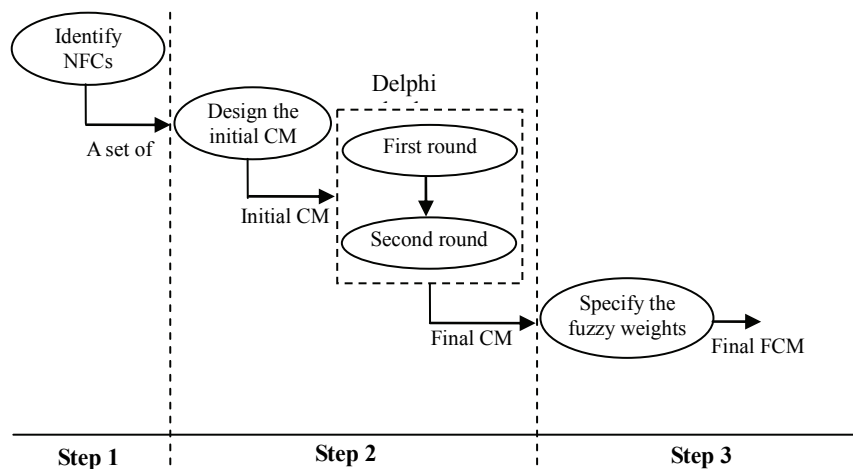 Identify
NFCs
A set of
Design the
initial CM
Initial CM
Delphi
First round
Second round
Final CM
Specify the
fuzzy weights
Final FCM
Step 1
Step 2
Step 3